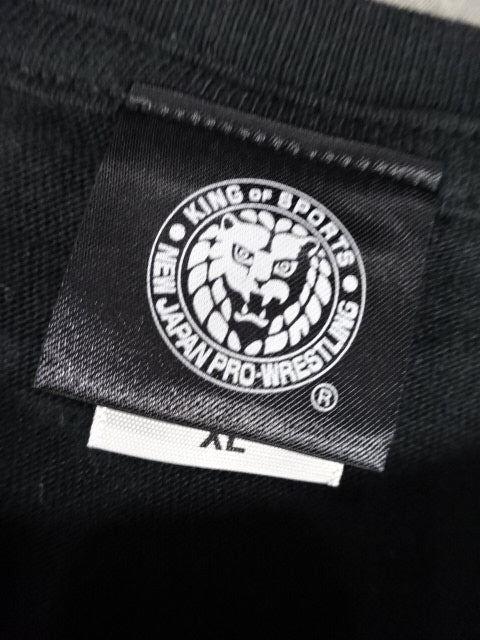 KING OF SPORTS
NEW JAPAN PRO-WRESTLING
®
XL